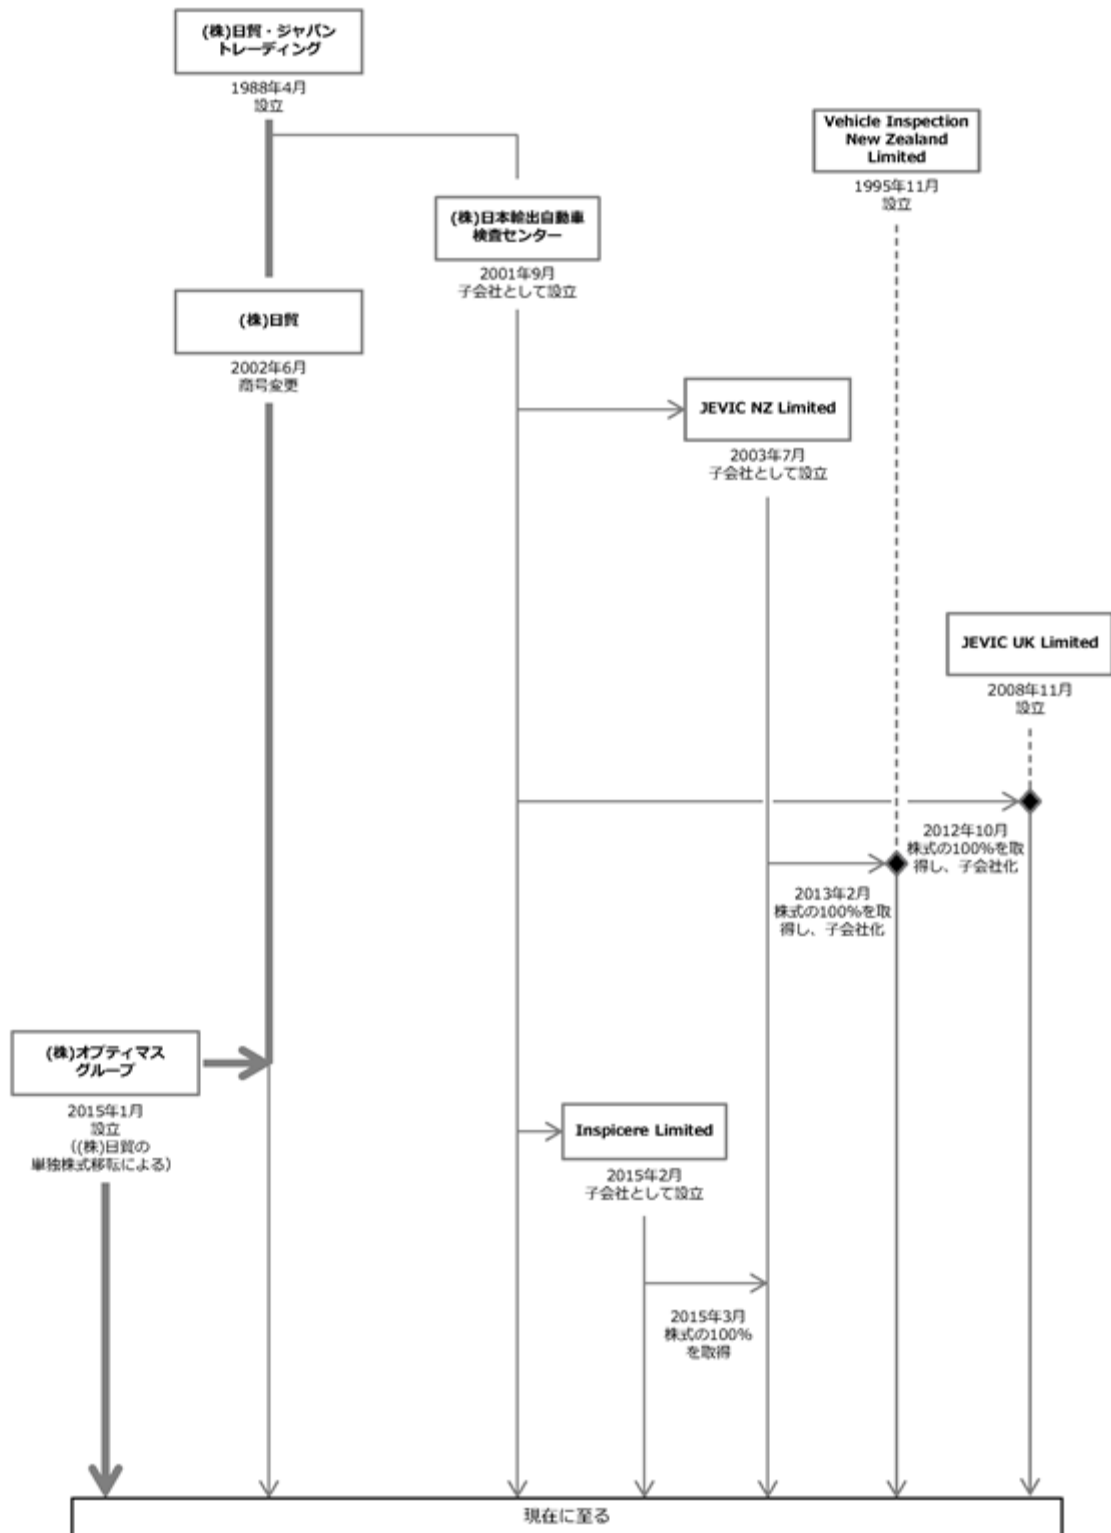 (株)日貿・ジャパン
トレーディング
1988年4月
設立
Vehicle Inspection
New Zealand
Limited
1995年11月
設立
(株)日本輸出自動車
検査センター
2001年9月
子会社として設立
(株)日貿
2002年6月
商号変更
JEVIC NZ Limited
2003年7月
子会社として設立
JEVIC UK Limited
2008年11月
設立
2012年10月
株式の100%を取
得し、子会社化
2013年2月
株式の100%を取
得し、子会社化
(株)オプティマス
グループ
2015年1月
設立
((株)日貿の
単独株式移転による)
Inspicere Limited
2015年2月
子会社として設立
2015年3月
株式の100%
を取得
現在に至る